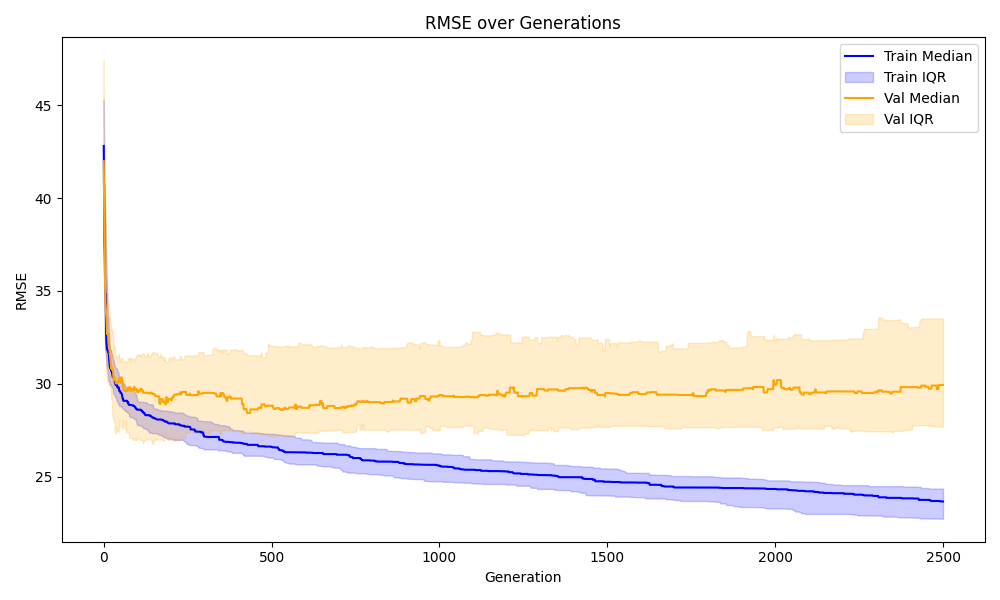 RMSE over Generations
Train Median
Train IQR
Val Median
Val IQR
RMSE
45
40
35
30
25
0
500
1000
1500
2000
2500
Generation